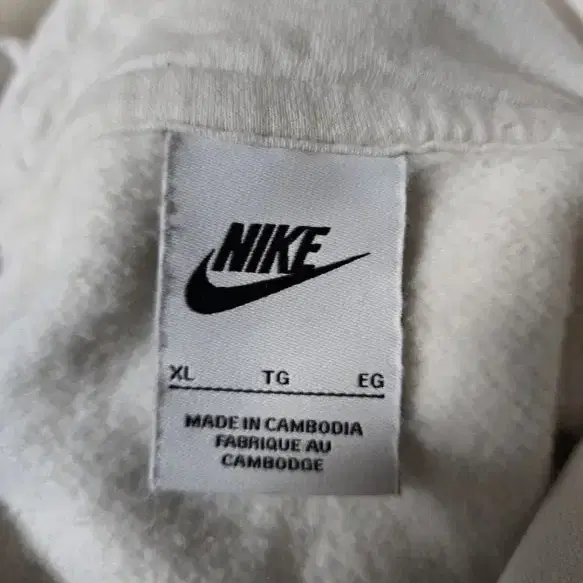 NIKE
XL TG EG
MADE IN CAMBODIA
FABRIQUE AU
CAMBODGE